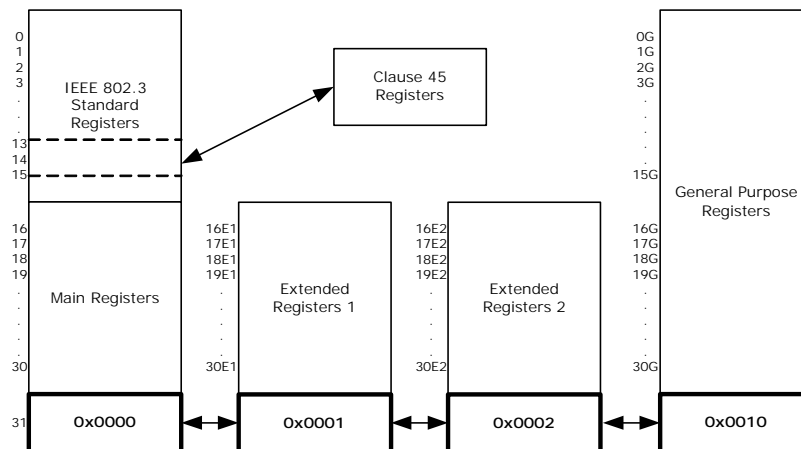 0
1
2
3
.
.
.
13
14
15
IEEE 802.3
Standard
Registers
Clause 45
Registers
16
17
18
19
.
.
.
.
30
Main Registers
16E1
17E1
18E1
19E1
.
.
.
.
30E1
Extended
Registers 1
16E2
17E2
18E2
19E2
.
.
.
.
30E2
Extended
Registers 2
0G
1G
2G
3G
.
.
.
.
.
15G
16G
17G
18G
19G
.
.
.
.
30G
General Purpose
Registers
31
0x0000
0x0001
0x0002
0x0010